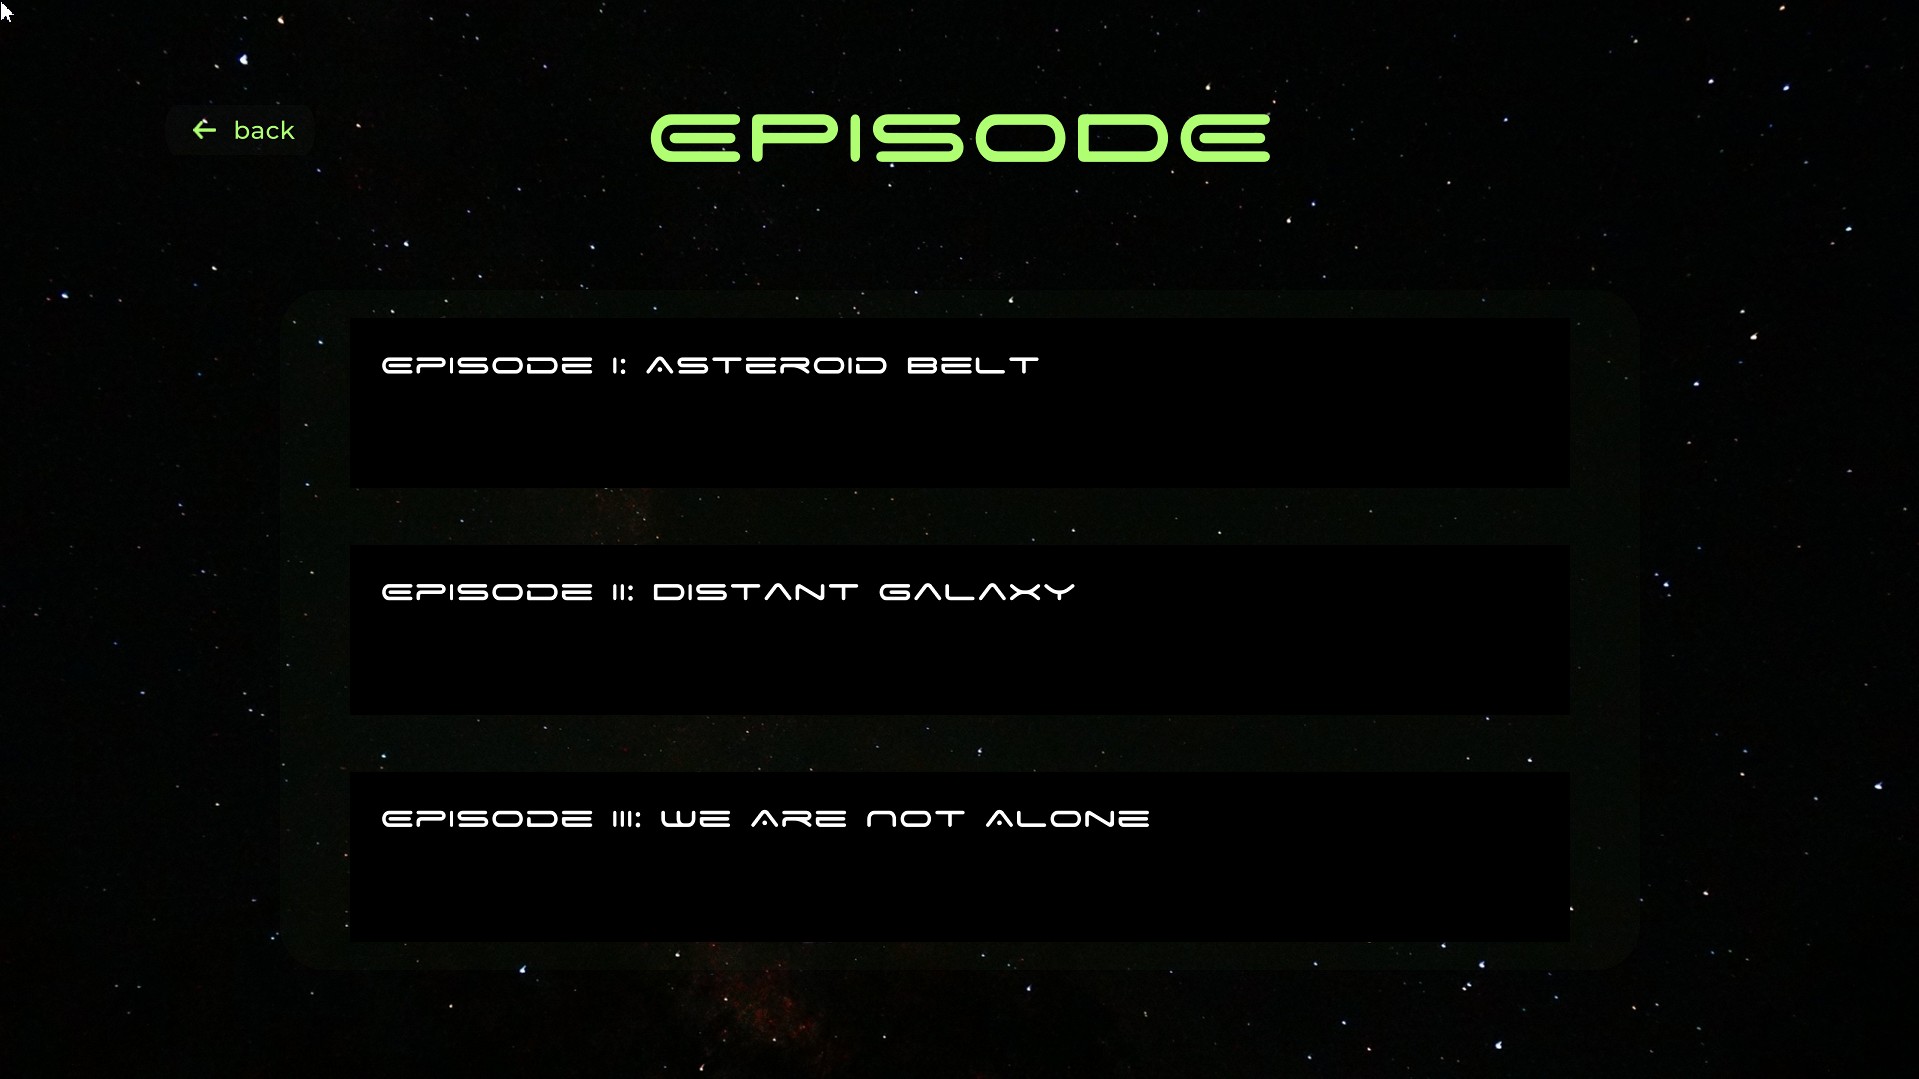 back
EPISODE
EPISODE I: ASTEROID BELT
EPISODE II: DISTANT GALAXY
EPISODE III: WE ARE NOT ALONE